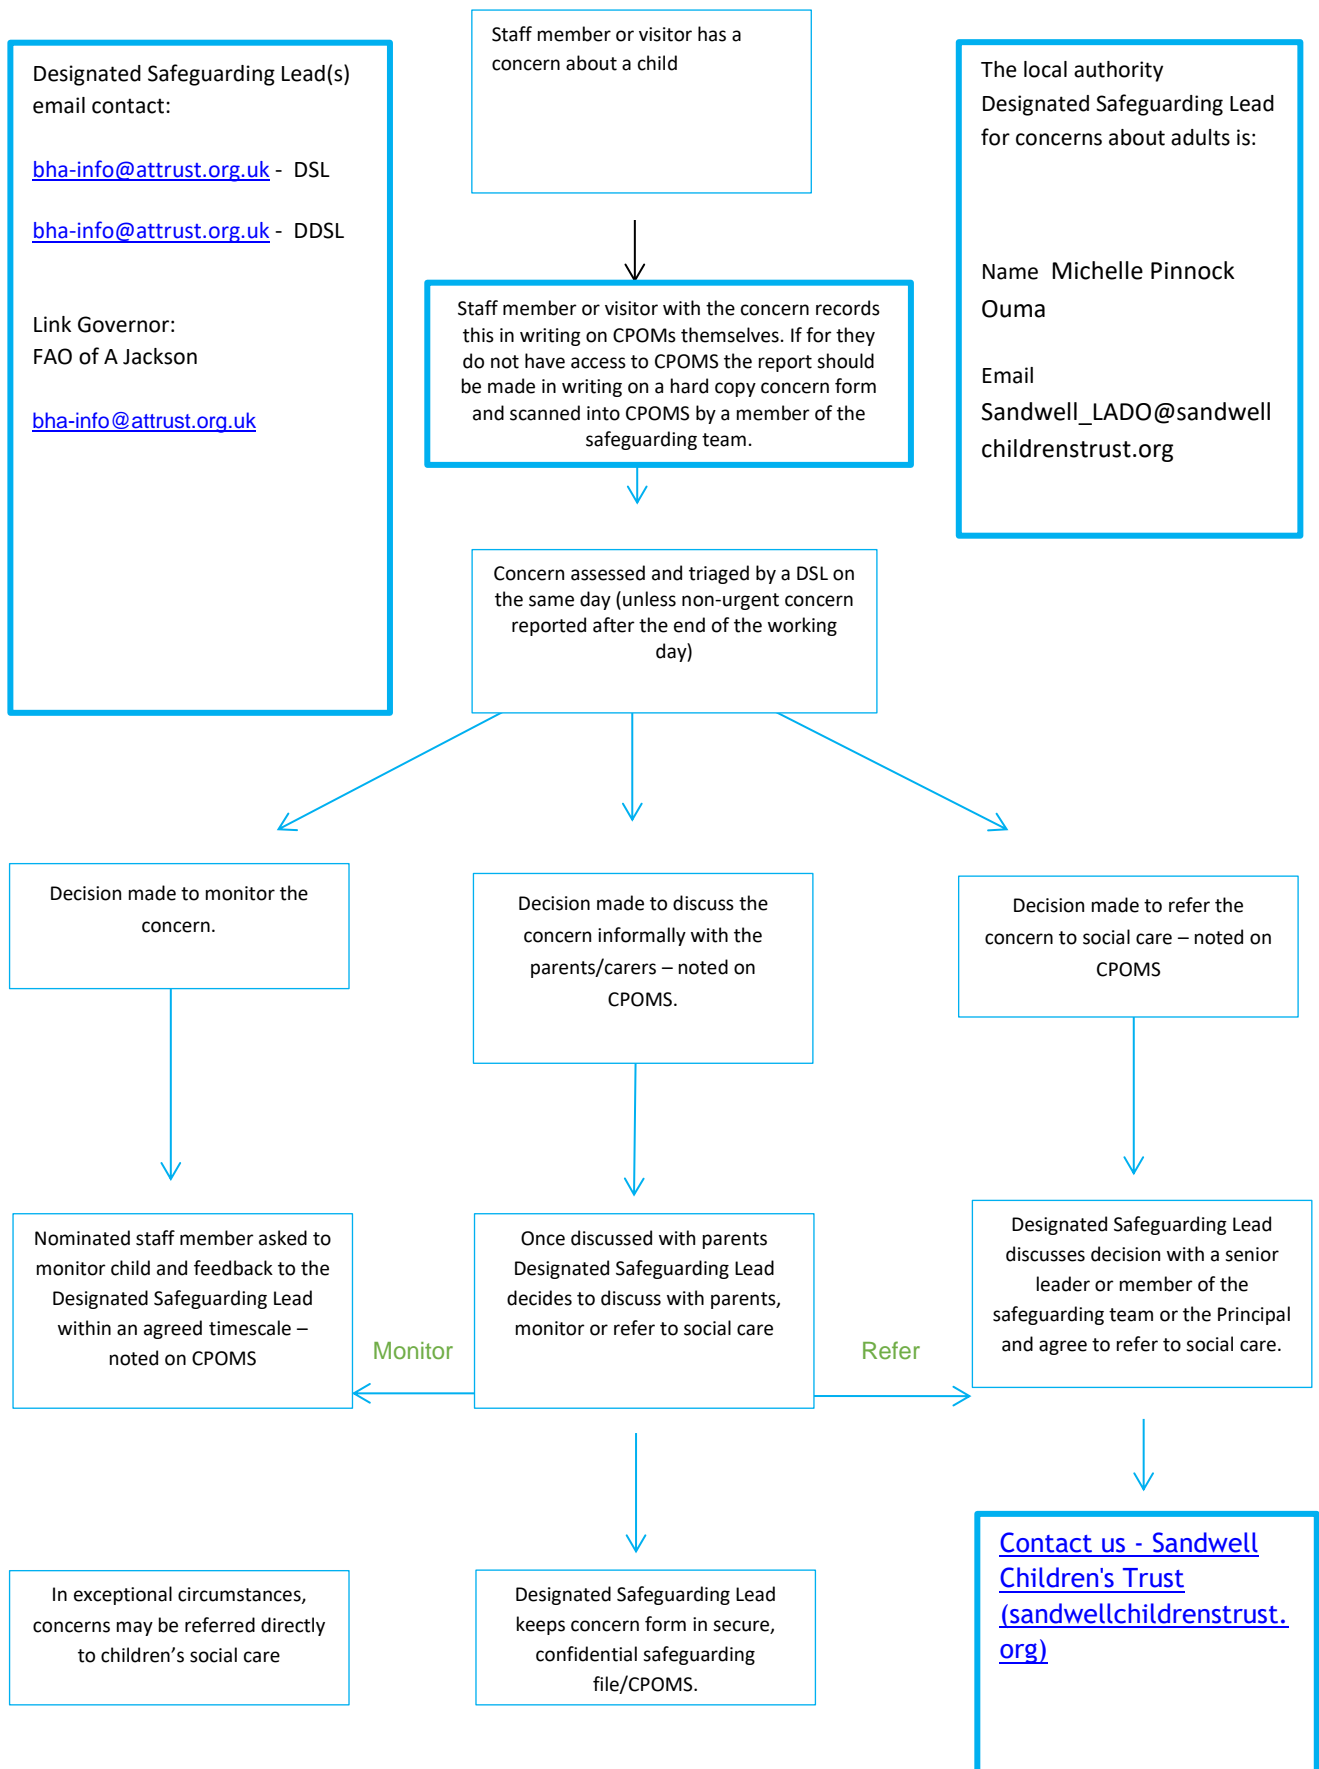 Designated Safeguarding Lead(s)
email contact:
bha-info@attrust.org.uk - DSL
bha-info@attrust.org.uk - DDSL
Link Governor:
FAO of A Jackson
bha-info@attrust.org.uk
Staff member or visitor has a
concern about a child
The local authority
Designated Safeguarding Lead
for concerns about adults is:
Name Michelle Pinnock
Ouma
Email
Sandwell_LADO@sandwell
childrenstrust.org
Staff member or visitor with the concern records
this in writing on CPOMs themselves. If for they
do not have access to CPOMS the report should
be made in writing on a hard copy concern form
and scanned into CPOMS by a member of the
safeguarding team.
Concern assessed and triaged by a DSL on
the same day (unless non-urgent concern
reported after the end of the working
day)
Decision made to monitor the
concern.
Decision made to discuss the
concern informally with the
parents/carers – noted on
CPOMS.
Decision made to refer the
concern to social care – noted on
CPOMS
Nominated staff member asked to
monitor child and feedback to the
Designated Safeguarding Lead
within an agreed timescale –
noted on CPOMS
Monitor
Once discussed with parents
Designated Safeguarding Lead
decides to discuss with parents,
monitor or refer to social care
Refer
Designated Safeguarding Lead
discusses decision with a senior
leader or member of the
safeguarding team or the Principal
and agree to refer to social care.
In exceptional circumstances,
concerns may be referred directly
to children’s social care
Designated Safeguarding Lead
keeps concern form in secure,
confidential safeguarding
file/CPOMS.
Contact us - Sandwell
Children's Trust
(sandwellchildrenstrust.
org)